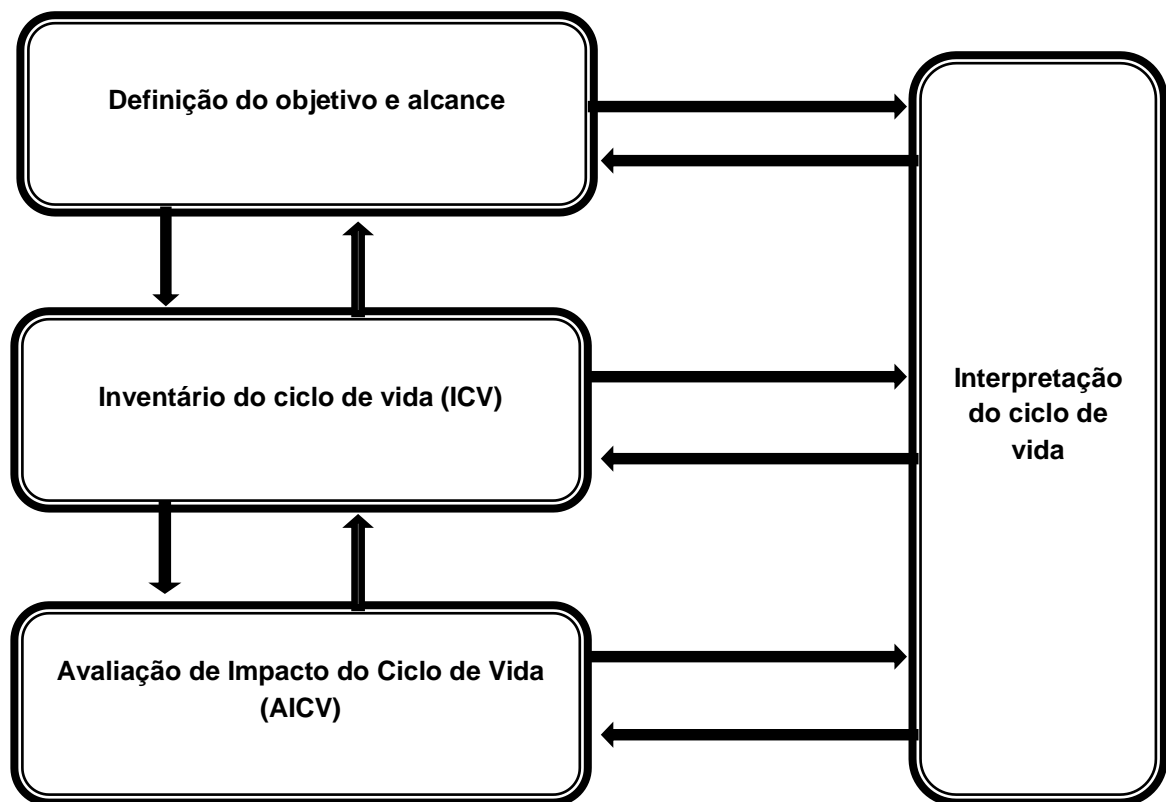 Definição do objetivo e alcance
Inventário do ciclo de vida (ICV)
Avaliação de Impacto do Ciclo de Vida
(AICV)
Interpretação
do ciclo de
vida